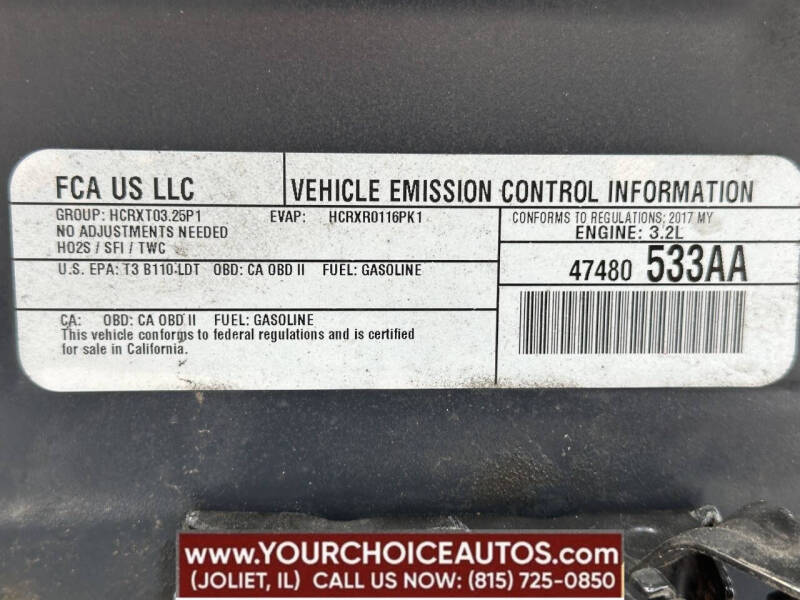 FCA US LLC
VEHICLE EMISSION CONTROL INFORMATION
GROUP: HCRXT03.25P1 EVAP: HCRXR0116PK1
NO ADJUSTMENTS NEEDED
HO2S / SFI / TWC
CONFORMS TO REGULATIONS: 2017 MY
ENGINE: 3.2L
U.S. EPA: T3 B110-LDT OBD: CA OBD II FUEL: GASOLINE
47480 533AA
CA: OBD: CA OBD II FUEL: GASOLINE
This vehicle conforms to federal regulations and is certified
for sale in California.
www.YOURCHOICEAUTOS.com
(JOLIET, IL) CALL US NOW: (815) 725-0850